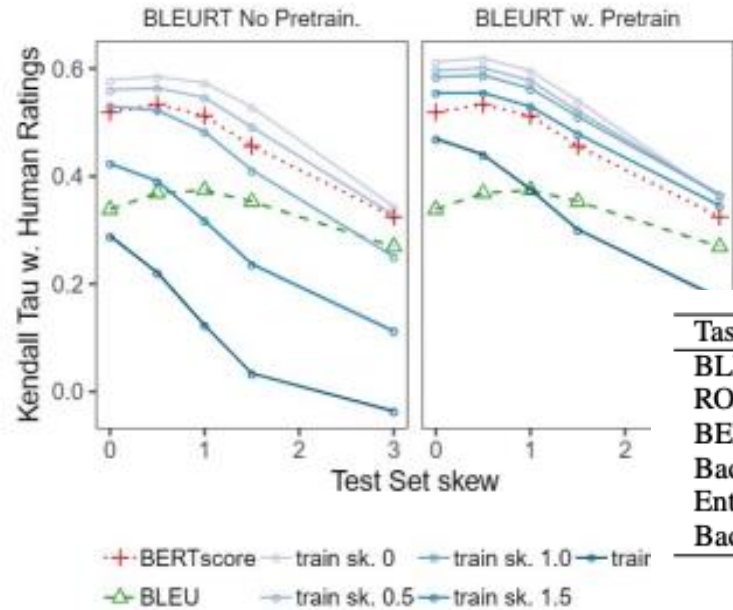 BLEURT No Pretrain.
BLEURT w. Pretrain
Kendall Tau w. Human Ratings
0.6
0.4
0.2
0.0
0 1 3
0 1 2
Test Set skew
BERTscore train sk. 0 train sk. 1.0
BLEU train sk. 0.5 train sk. 1.5